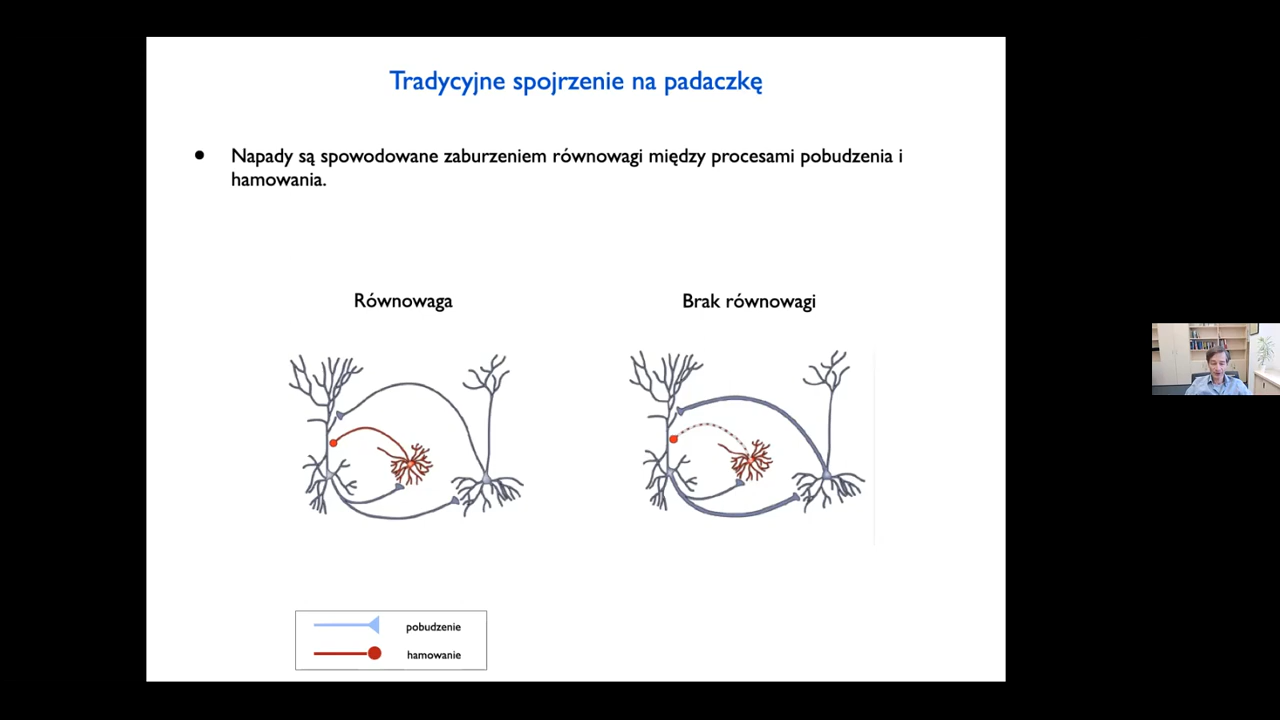 Tradycyjne spojrzenie na padaczkę
• Napady są spowodowane zaburzeniem równowagi między procesami pobudzenia i
hamowania.
Równowaga
Brak równowagi
pobudzenie
hamowanie